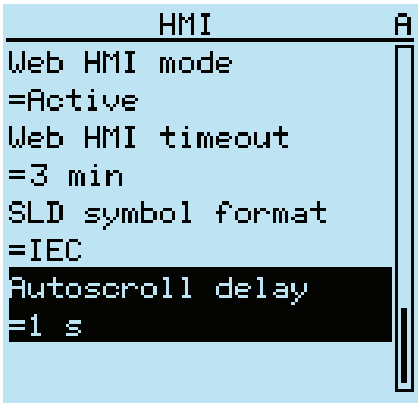 HMI A
Web HMI mode
=Active
Web HMI timeout
=3 min
SLD symbol format
=IEC
Autoscroll delay
=1 s